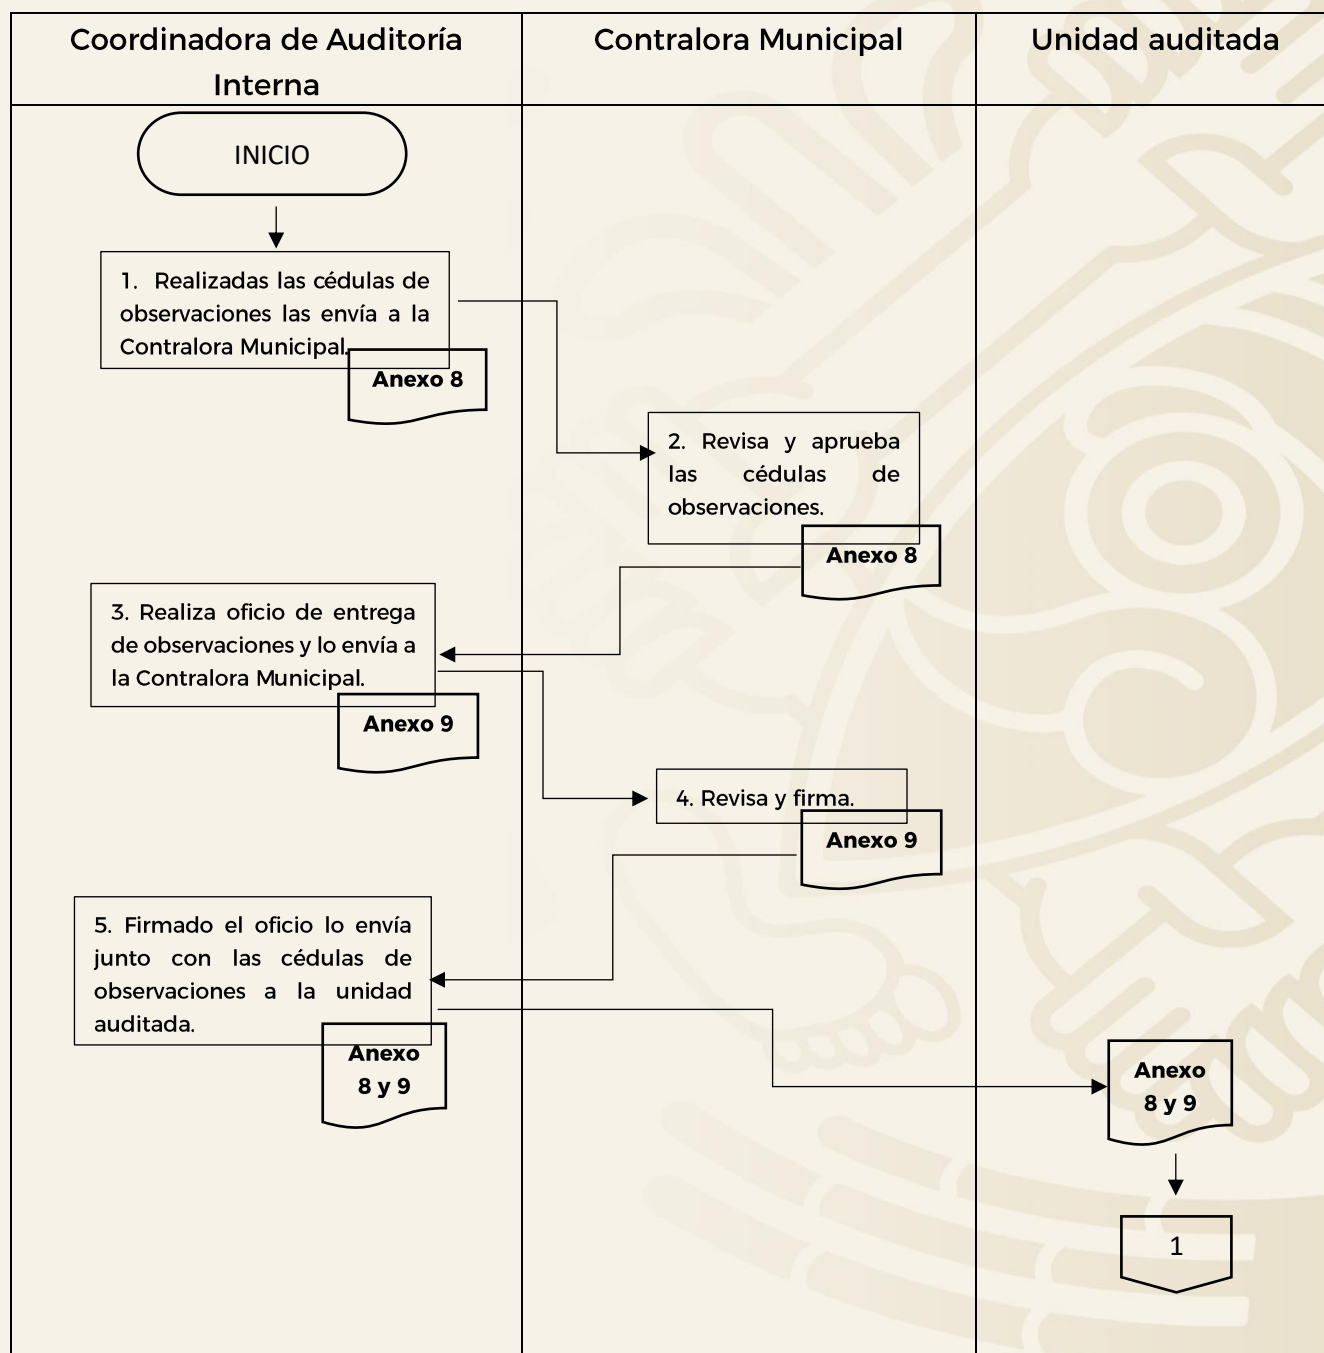 Coordinadora de Auditoría
Interna
Contralora Municipal
Unidad auditada
INICIO
1. Realizadas las cédulas de
observaciones las envía a la
Contralora Municipal.
Anexo 8
2. Revisa y aprueba
las cédulas de
observaciones.
Anexo 8
3. Realiza oficio de entrega
de observaciones y lo envía a
la Contralora Municipal.
Anexo 9
4. Revisa y firma.
Anexo 9
5. Firmado el oficio lo envía
junto con las cédulas de
observaciones a la unidad
auditada.
Anexo
8 y 9
Anexo
8 y 9
1